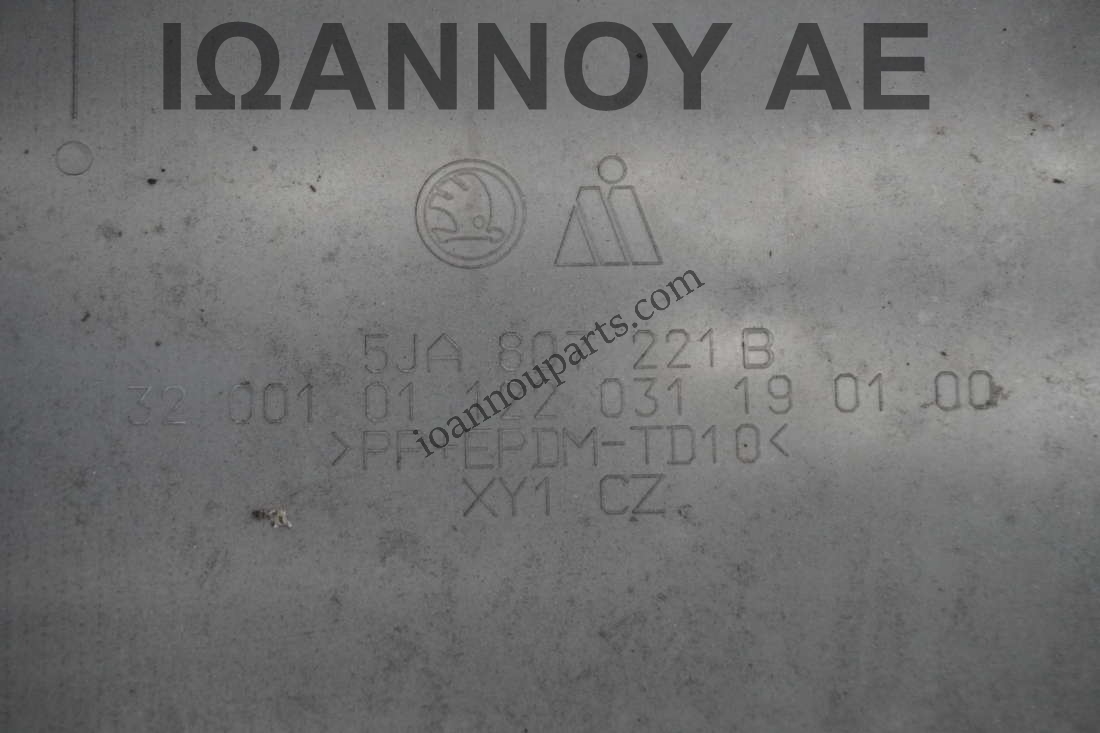 ΙΩΑΝΝΟΥ ΑΕ
ioannouparts.com
5JA 807 221 B
32 001 01 122 031 19 01 00
>PP+EPDM-TD10<
XY1 CZ